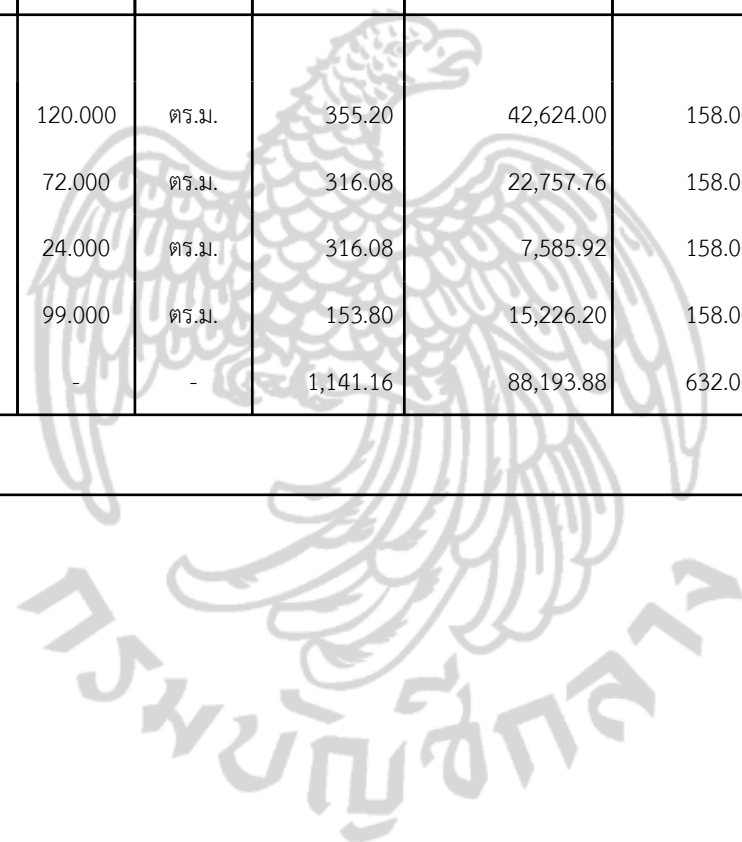 120.000 ตร.ม. 355.20 42,624.00 158.0
72.000 ตร.ม. 316.08 22,757.76 158.0
24.000 ตร.ม. 316.08 7,585.92 158.0
99.000 ตร.ม. 153.80 15,226.20 158.0
- - 1,141.16 88,193.88 632.0
กรมบัญชีกลาง